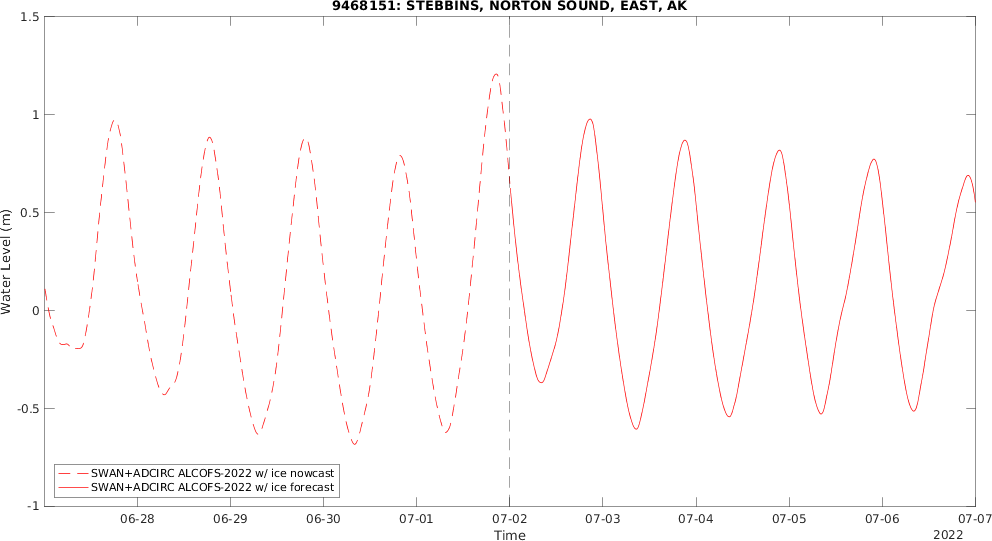 9468151: STEBBINS, NORTON SOUND, EAST, AK
1.5
1
0.5
0
-0.5
-1
Water Level (m)
SWAN+ADCIRC ALCOFS-2022 w/ ice nowcast
SWAN+ADCIRC ALCOFS-2022 w/ ice forecast
06-28 06-29 06-30 07-01 07-02 07-03 07-04 07-05 07-06 07-07
Time
2022